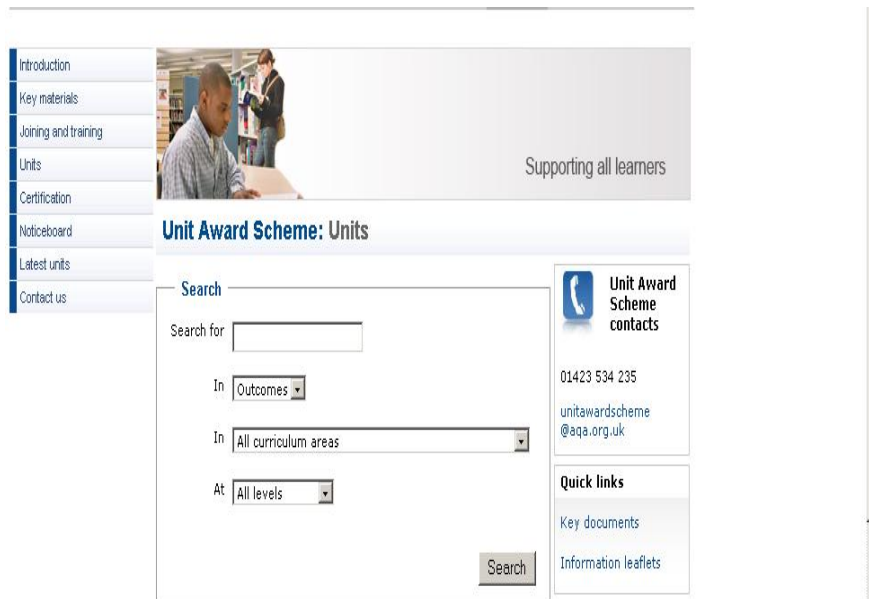 Introduction
Key materials
Joining and training
Units
Certification
Noticeboard
Latest units
Contact us
Supporting all learners
Unit Award Scheme: Units
Search
Search for
In Outcomes
In All curriculum areas
At All levels
Search
Unit Award
Scheme
contacts
01423 534 235
unitawardscheme
@aqa.org.uk
Quick links
Key documents
Information leaflets